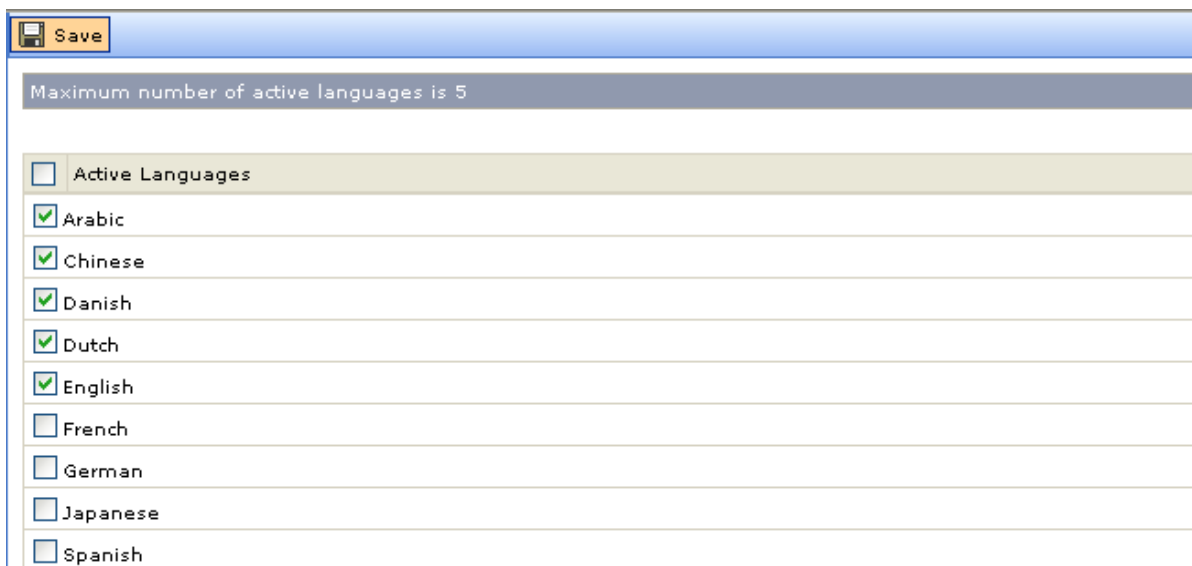 Save
Maximum number of active languages is 5
Active Languages
Arabic
Chinese
Danish
Dutch
English
French
German
Japanese
Spanish